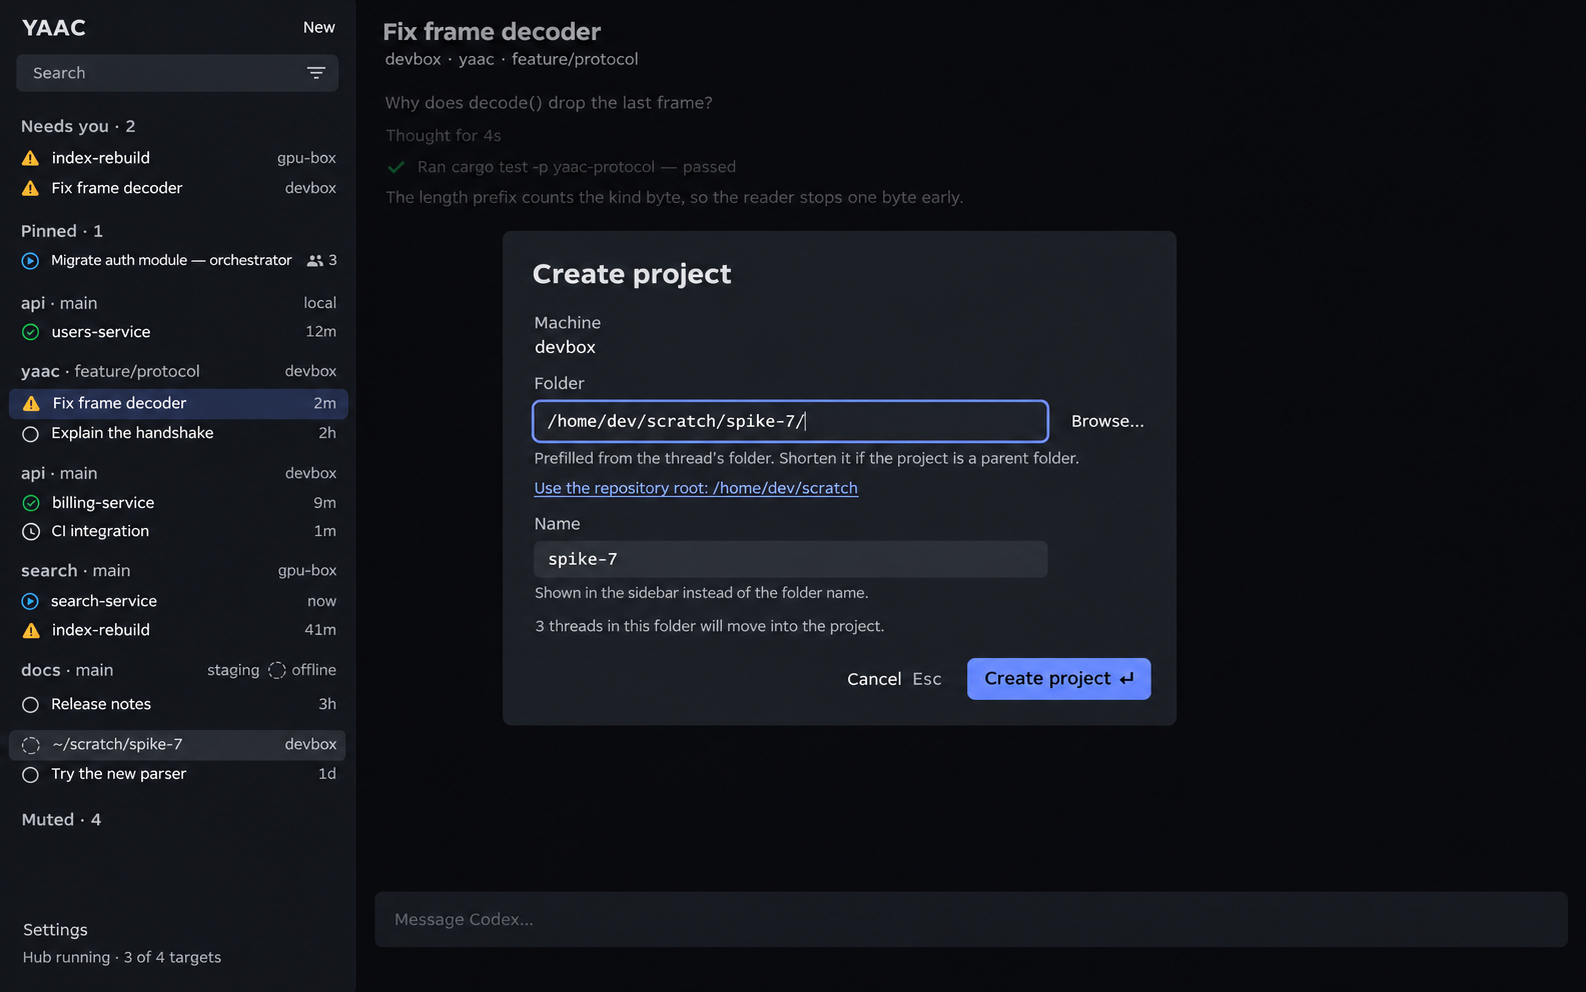 YAAC
New
Search
Needs you · 2
index-rebuild gpu-box
Fix frame decoder devbox
Pinned · 1
Migrate auth module — orchestrator 3
api · main local
users-service 12m
yaac · feature/protocol devbox
Fix frame decoder 2m
Explain the handshake 2h
api · main devbox
billing-service 9m
CI integration 1m
search · main gpu-box
search-service now
index-rebuild 41m
docs · main staging offline
Release notes 3h
~/scratch/spike-7 devbox
Try the new parser 1d
Muted · 4
Settings
Hub running · 3 of 4 targets
Fix frame decoder
devbox · yaac · feature/protocol
Why does decode() drop the last frame?
Thought for 4s
Ran cargo test -p yaac-protocol — passed
The length prefix counts the kind byte, so the reader stops one byte early.
Create project
Machine
devbox
Folder
/home/dev/scratch/spike-7/
Browse...
Prefilled from the thread's folder. Shorten it if the project is a parent folder.
Use the repository root: /home/dev/scratch
Name
spike-7
Shown in the sidebar instead of the folder name.
3 threads in this folder will move into the project.
Cancel Esc
Create project ↵
Message Codex...